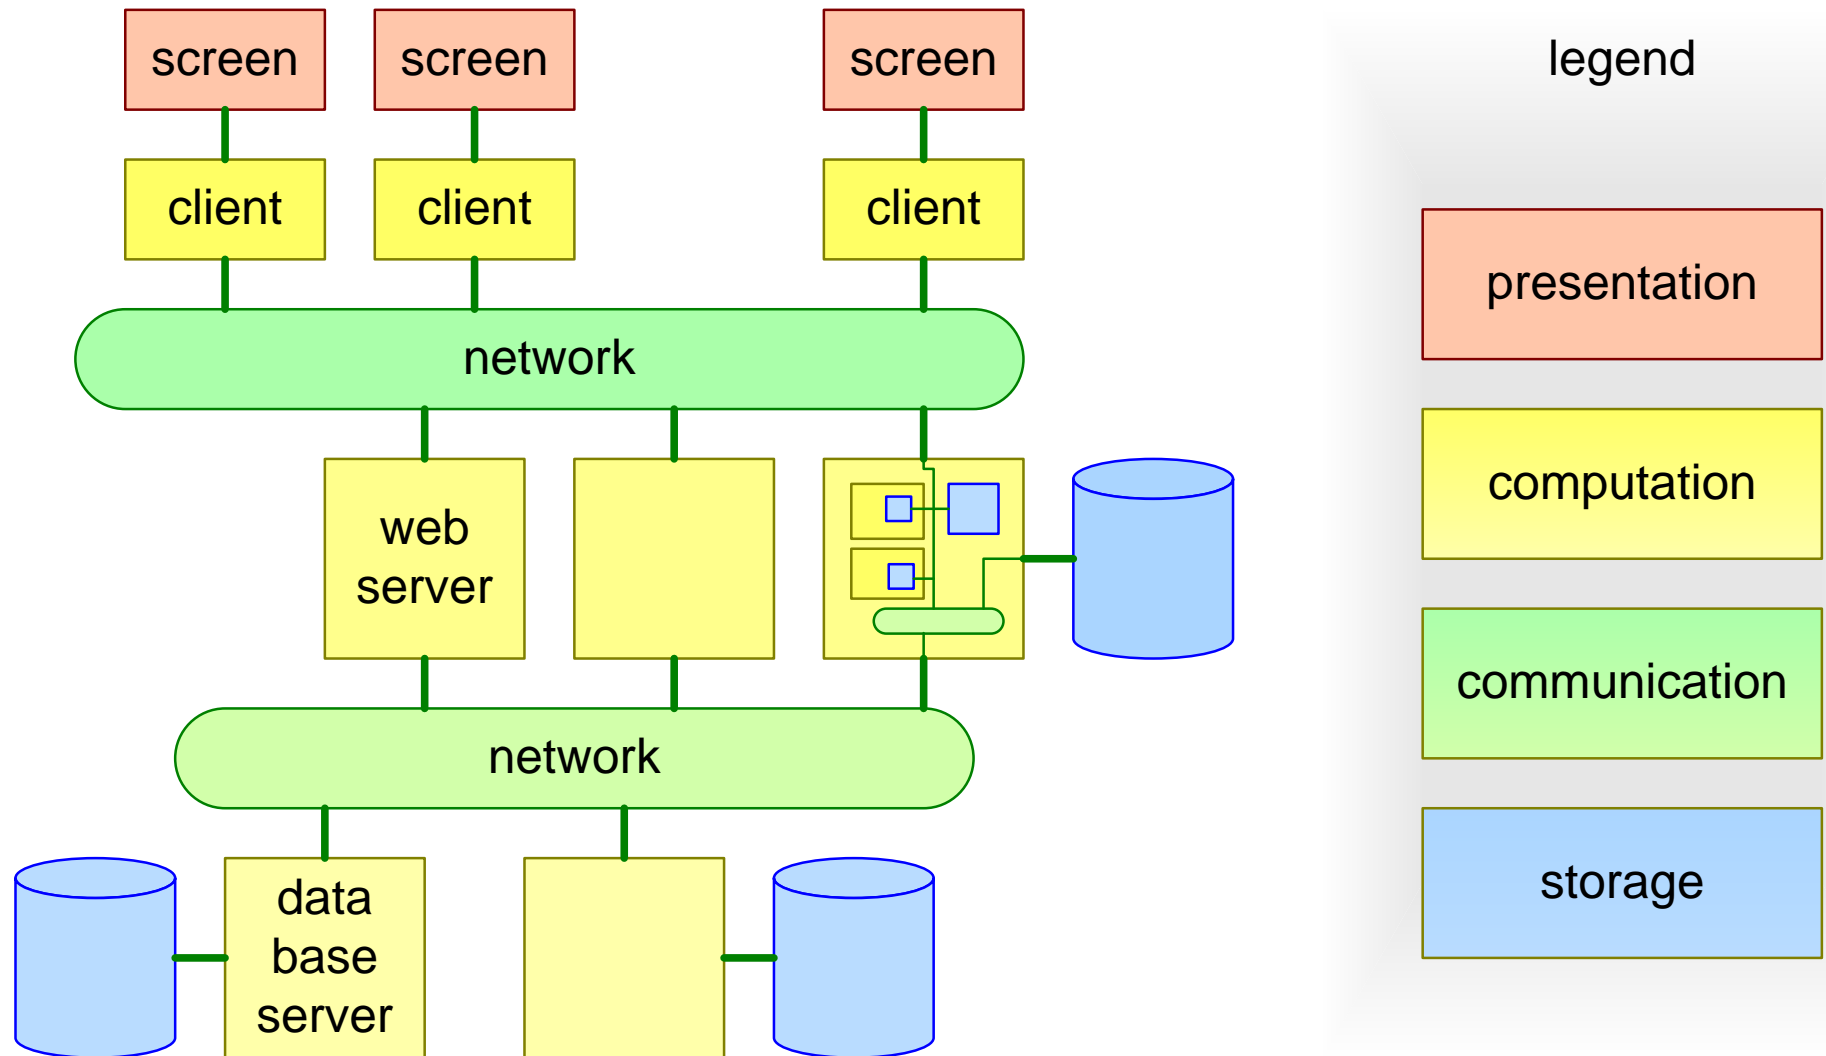 screen
screen
screen
legend
client
client
client
presentation
network
computation
web
server
communication
network
storage
data
base
server